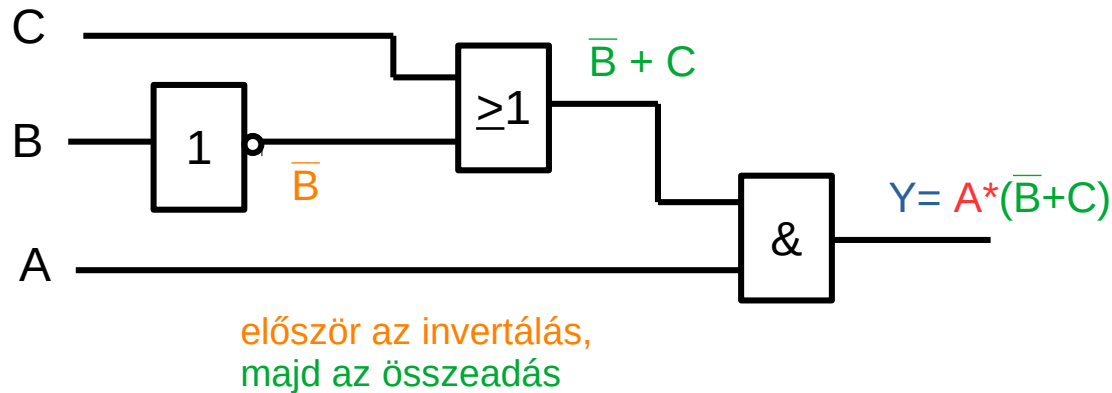 C
B̅ + C
≥1
B
1
B̅
Y= A*(B̅+C)
&
A
először az invertálás,
majd az összeadás